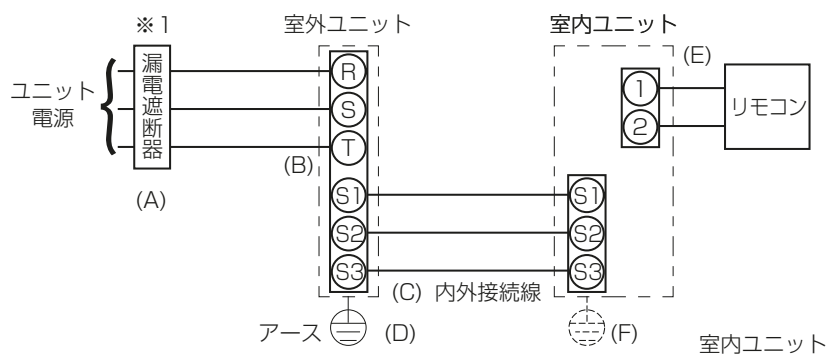 ※1
室外ユニット
室内ユニット
ユニット
電源
漏電遮断器
(A)
R
S
T
(B)
S1
S2
S3
(C) 内外接続線
アース
(D)
1
2
(E)
リモコン
S1
S2
S3
(F)
室内ユニット